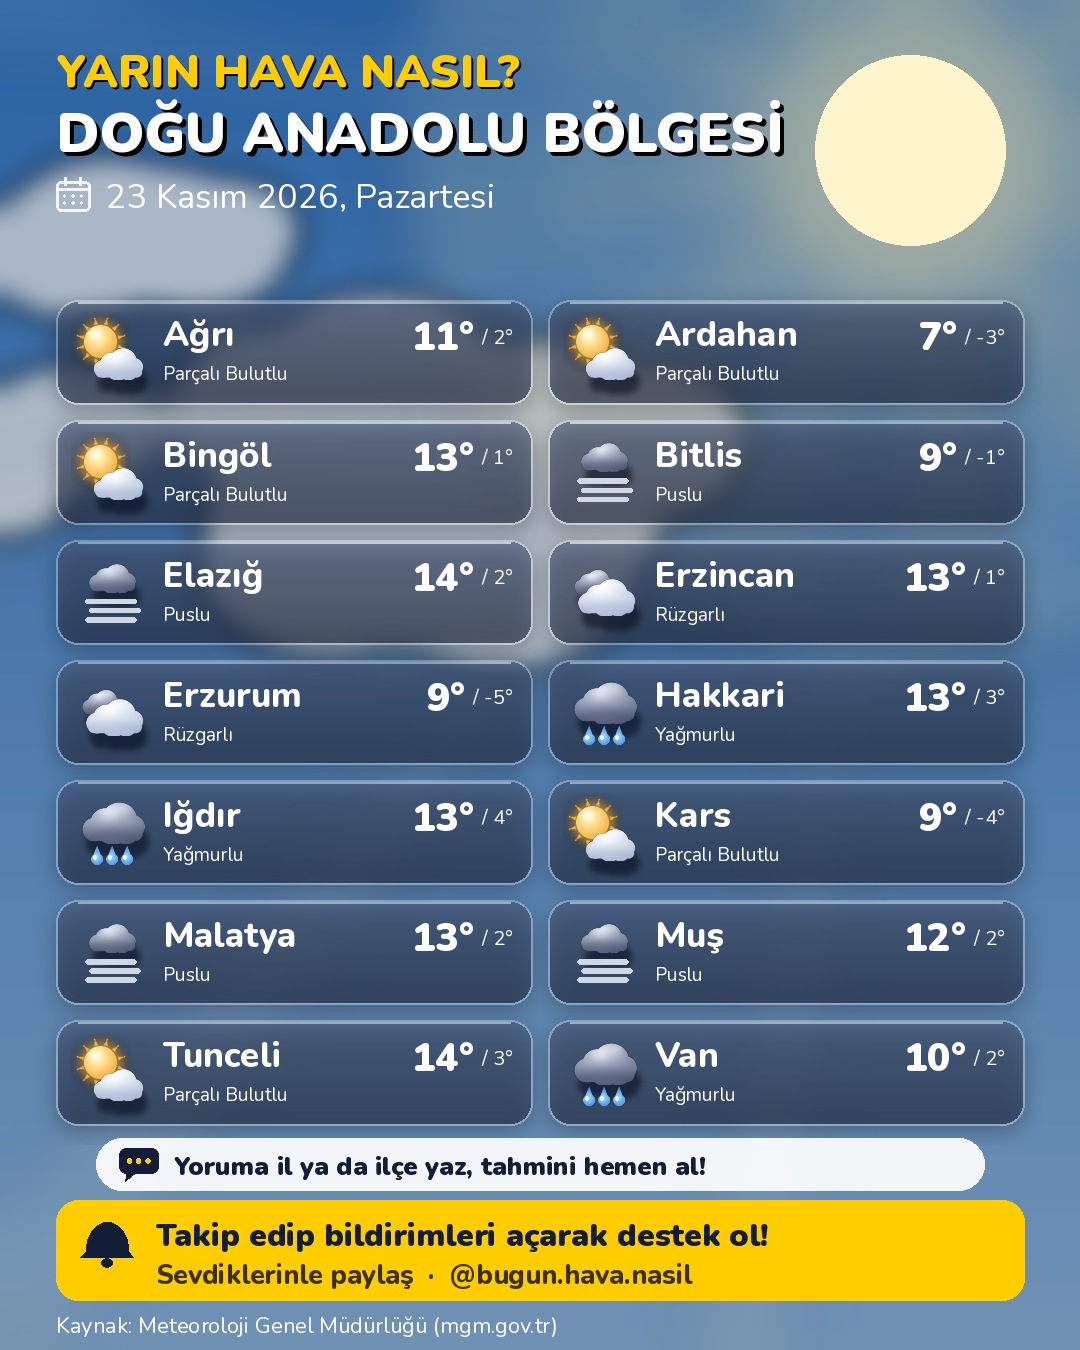 YARIN HAVA NASIL?
DOĞU ANADOLU BÖLGESİ
23 Kasım 2026, Pazartesi
Ağrı 11° / 2°
Parçalı Bulutlu
Ardahan 7° / -3°
Parçalı Bulutlu
Bingöl 13° / 1°
Parçalı Bulutlu
Bitlis 9° / -1°
Puslu
Elazığ 14° / 2°
Puslu
Erzincan 13° / 1°
Rüzgarlı
Erzurum 9° / -5°
Rüzgarlı
Hakkari 13° / 3°
Yağmurlu
Iğdır 13° / 4°
Yağmurlu
Kars 9° / -4°
Parçalı Bulutlu
Malatya 13° / 2°
Puslu
Muş 12° / 2°
Puslu
Tunceli 14° / 3°
Parçalı Bulutlu
Van 10° / 2°
Yağmurlu
Yoruma il ya da ilçe yaz, tahmini hemen al!
Takip edip bildirimleri açarak destek ol!
Sevdiklerinle paylaş · @bugun.hava.nasil
Kaynak: Meteoroloji Genel Müdürlüğü (mgm.gov.tr)